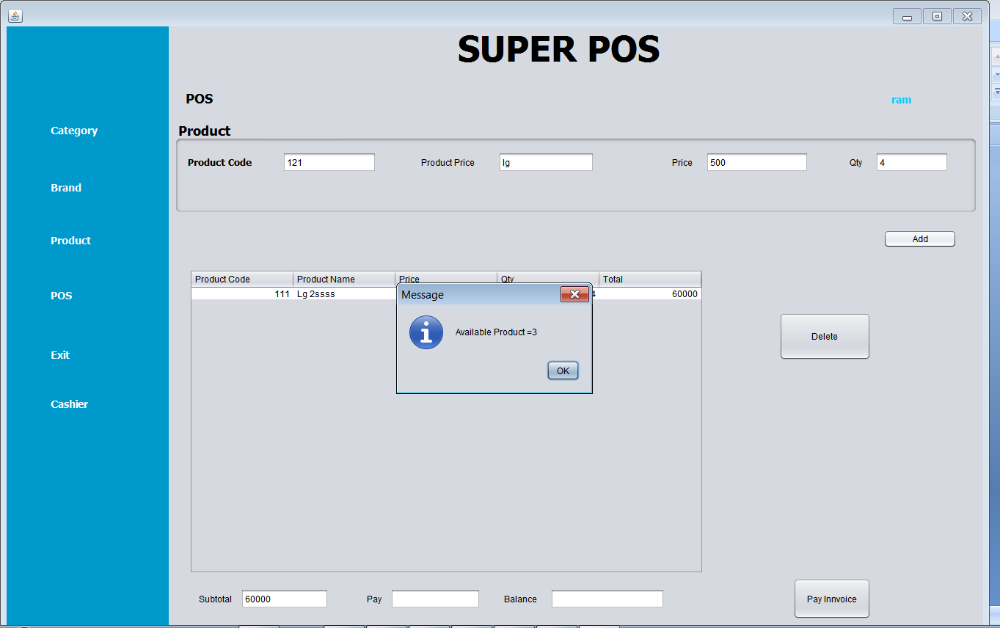 SUPER POS
POS
ram
Category
Brand
Product
POS
Exit
Cashier
Product
Product Code 121 Product Price lg Price 500 Qty 4
Add
Product Code Product Name Price Qty Total
111 Lg 2ssss 4 60000
Message
Available Product =3
OK
Delete
Subtotal 60000 Pay Balance
Pay Innvoice